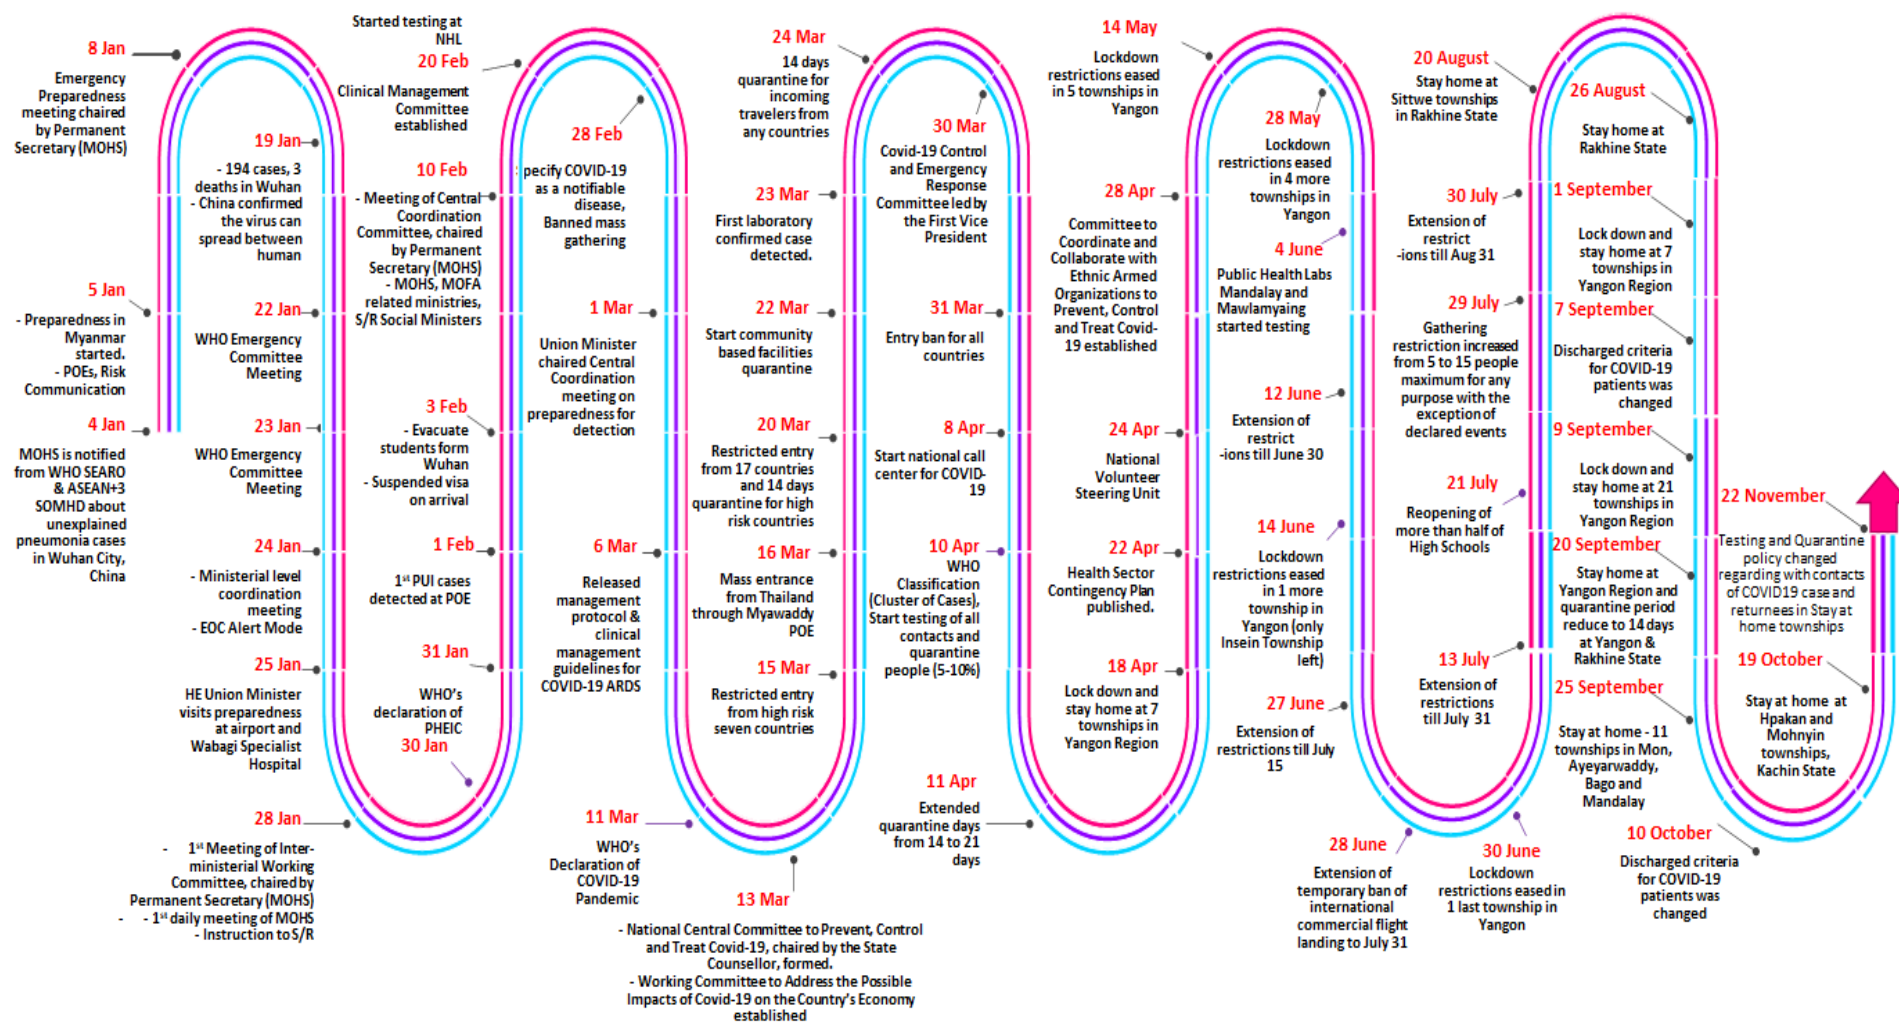 4 Jan
MOHS is notified
from WHO SEARO
& ASEAN+3
SOMHD about
unexplained
pneumonia cases
in Wuhan City,
China
5 Jan
- Preparedness in
Myanmar
started.
- POEs, Risk
Communication
8 Jan
Emergency
Preparedness
meeting chaired
by Permanent
Secretary (MOHS)
19 Jan
- 194 cases, 3
deaths in Wuhan
- China confirmed
the virus can
spread between
human
22 Jan
WHO Emergency
Committee
Meeting
23 Jan
WHO Emergency
Committee
Meeting
24 Jan
- Ministerial level
coordination
meeting
- EOC Alert Mode
25 Jan
HE Union Minister
visits preparedness
at airport and
Wabagi Specialist
Hospital
28 Jan
- 1st Meeting of Inter-
ministerial Working
Committee, chaired by
Permanent Secretary (MOHS)
- - 1st daily meeting of MOHS
- Instruction to S/R
30 Jan
WHO's
declaration of
PHEIC
31 Jan
1 Feb
1st PUI cases
detected at POE
3 Feb
- Evacuate
students form
Wuhan
- Suspended visa
on arrival
10 Feb
- Meeting of Central
Coordination
Committee, chaired
by Permanent
Secretary (MOHS)
- MOHS, MOFA
related ministries,
S/R Social Ministers
Started testing at
NHL
20 Feb
Clinical Management
Committee
established
28 Feb
pecify COVID-19
as a notifiable
disease,
Banned mass
gathering
1 Mar
Union Minister
chaired Central
Coordination
meeting on
preparedness for
detection
6 Mar
Released
management
protocol &
clinical
management
guidelines for
COVID-19 ARDS
11 Mar
WHO's
Declaration of
COVID-19
Pandemic
13 Mar
- National Central Committee to Prevent, Control
and Treat Covid-19, chaired by the State
Counsellor, formed.
- Working Committee to Address the Possible
Impacts of Covid-19 on the Country's Economy
established
15 Mar
Restricted entry
from high risk
seven countries
16 Mar
Mass entrance
from Thailand
through Myawaddy
POE
20 Mar
Restricted entry
from 17 countries
and 14 days
quarantine for high
risk countries
22 Mar
Start community
based facilities
quarantine
23 Mar
First laboratory
confirmed case
detected.
24 Mar
14 days
quarantine for
incoming
travelers from
any countries
30 Mar
Covid-19 Control
and Emergency
Response
Committee led by
the First Vice
President
31 Mar
Entry ban for all
countries
8 Apr
Start national call
center for COVID-
19
10 Apr
WHO
Classification
(Cluster of Cases),
Start testing of all
contacts and
quarantine
people (5-10%)
11 Apr
Extended
quarantine days
from 14 to 21
days
18 Apr
Lock down and
stay home at 7
townships in
Yangon Region
22 Apr
Health Sector
Contingency Plan
published.
24 Apr
National
Volunteer
Steering Unit
28 Apr
Committee to
Coordinate and
Collaborate with
Ethnic Armed
Organizations to
Prevent, Control
and Treat Covid-
19 established
14 May
Lockdown
restrictions eased
in 5 townships in
Yangon
28 May
Lockdown
restrictions eased
in 4 more
townships in
Yangon
4 June
Public Health Labs
Mandalay and
Mawlamyaing
started testing
12 June
Extension of
restrict
-ions till June 30
14 June
Lockdown
restrictions eased
in 1 more
township in
Yangon (only
Insein Township
left)
27 June
Extension of
restrictions till July
15
28 June
Extension of
temporary ban of
international
commercial flight
landing to July 31
30 June
Lockdown
restrictions eased in
1 last township in
Yangon
13 July
Extension of
restrictions
till July 31
21 July
Reopening of
more than half of
High Schools
29 July
Gathering
restriction increased
from 5 to 15 people
maximum for any
purpose with the
exception of
declared events
30 July
Extension of
restrict
-ions till Aug 31
20 August
Stay home at
Sittwe townships
in Rakhine State
26 August
Stay home at
Rakhine State
1 September
Lock down and
stay home at 7
townships in
Yangon Region
7 September
Discharged criteria
for COVID-19
patients was
changed
9 September
Lock down and
stay home at 21
townships in
Yangon Region
20 September
Stay home at
Yangon Region and
quarantine period
reduce to 14 days
at Yangon &
Rakhine State
25 September
Stay at home - 11
townships in Mon,
Ayeyarwaddy,
Bago and
Mandalay
10 October
Discharged criteria
for COVID-19
patients was
changed
19 October
Stay at home at
Hpakan and
Mohnyin
townships,
Kachin State
22 November
Testing and Quarantine
policy changed
regarding with contacts
of COVID19 case and
returnees in Stay at
home townships